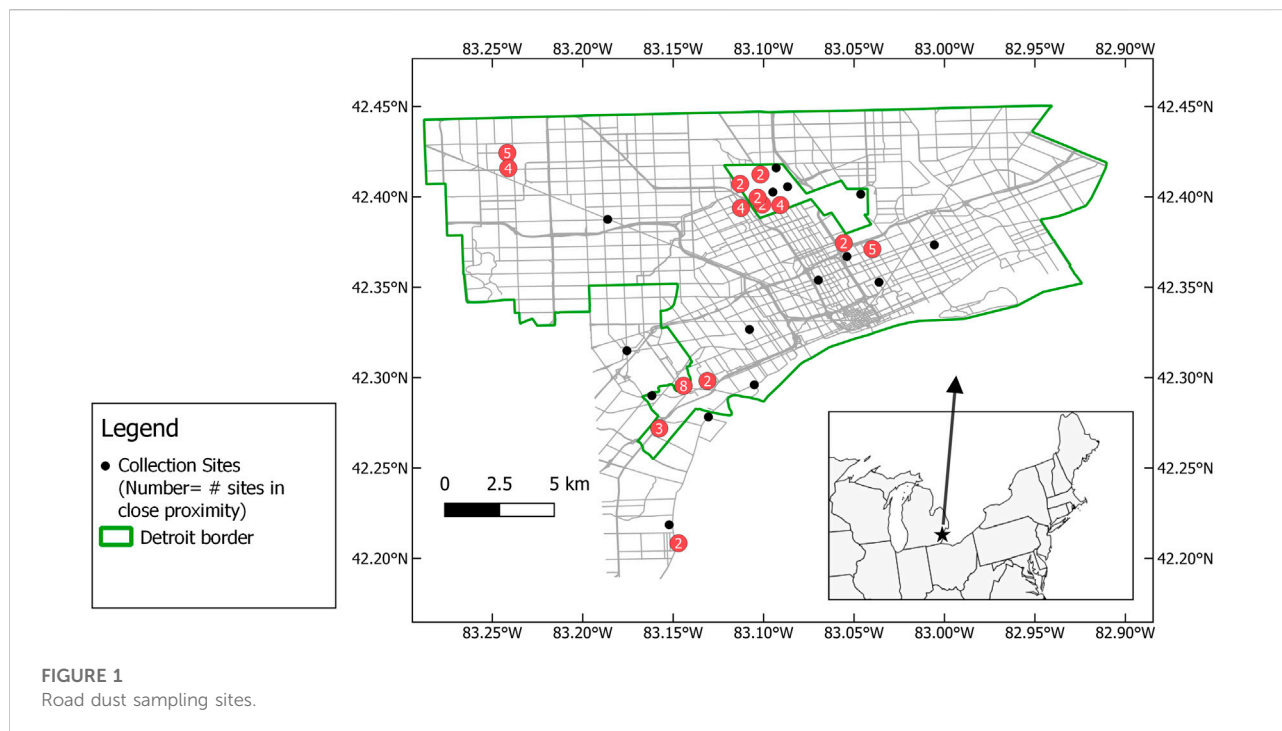 83.25°W 83.20°W 83.15°W 83.10°W 83.05°W 83.00°W 82.95°W 82.90°W
42.45°N 42.45°N
5
4
2
2
42.40°N 42.40°N
2
4 2 4
2
5
42.35°N 42.35°N
42.30°N 42.30°N
8 2
3
Legend
Collection Sites
(Number= # sites in
close proximity)
Detroit border
42.25°N 42.25°N
0 2.5 5 km
42.20°N 42.20°N
2
83.25°W 83.20°W 83.15°W 83.10°W 83.05°W 83.00°W 82.95°W 82.90°W
FIGURE 1
Road dust sampling sites.